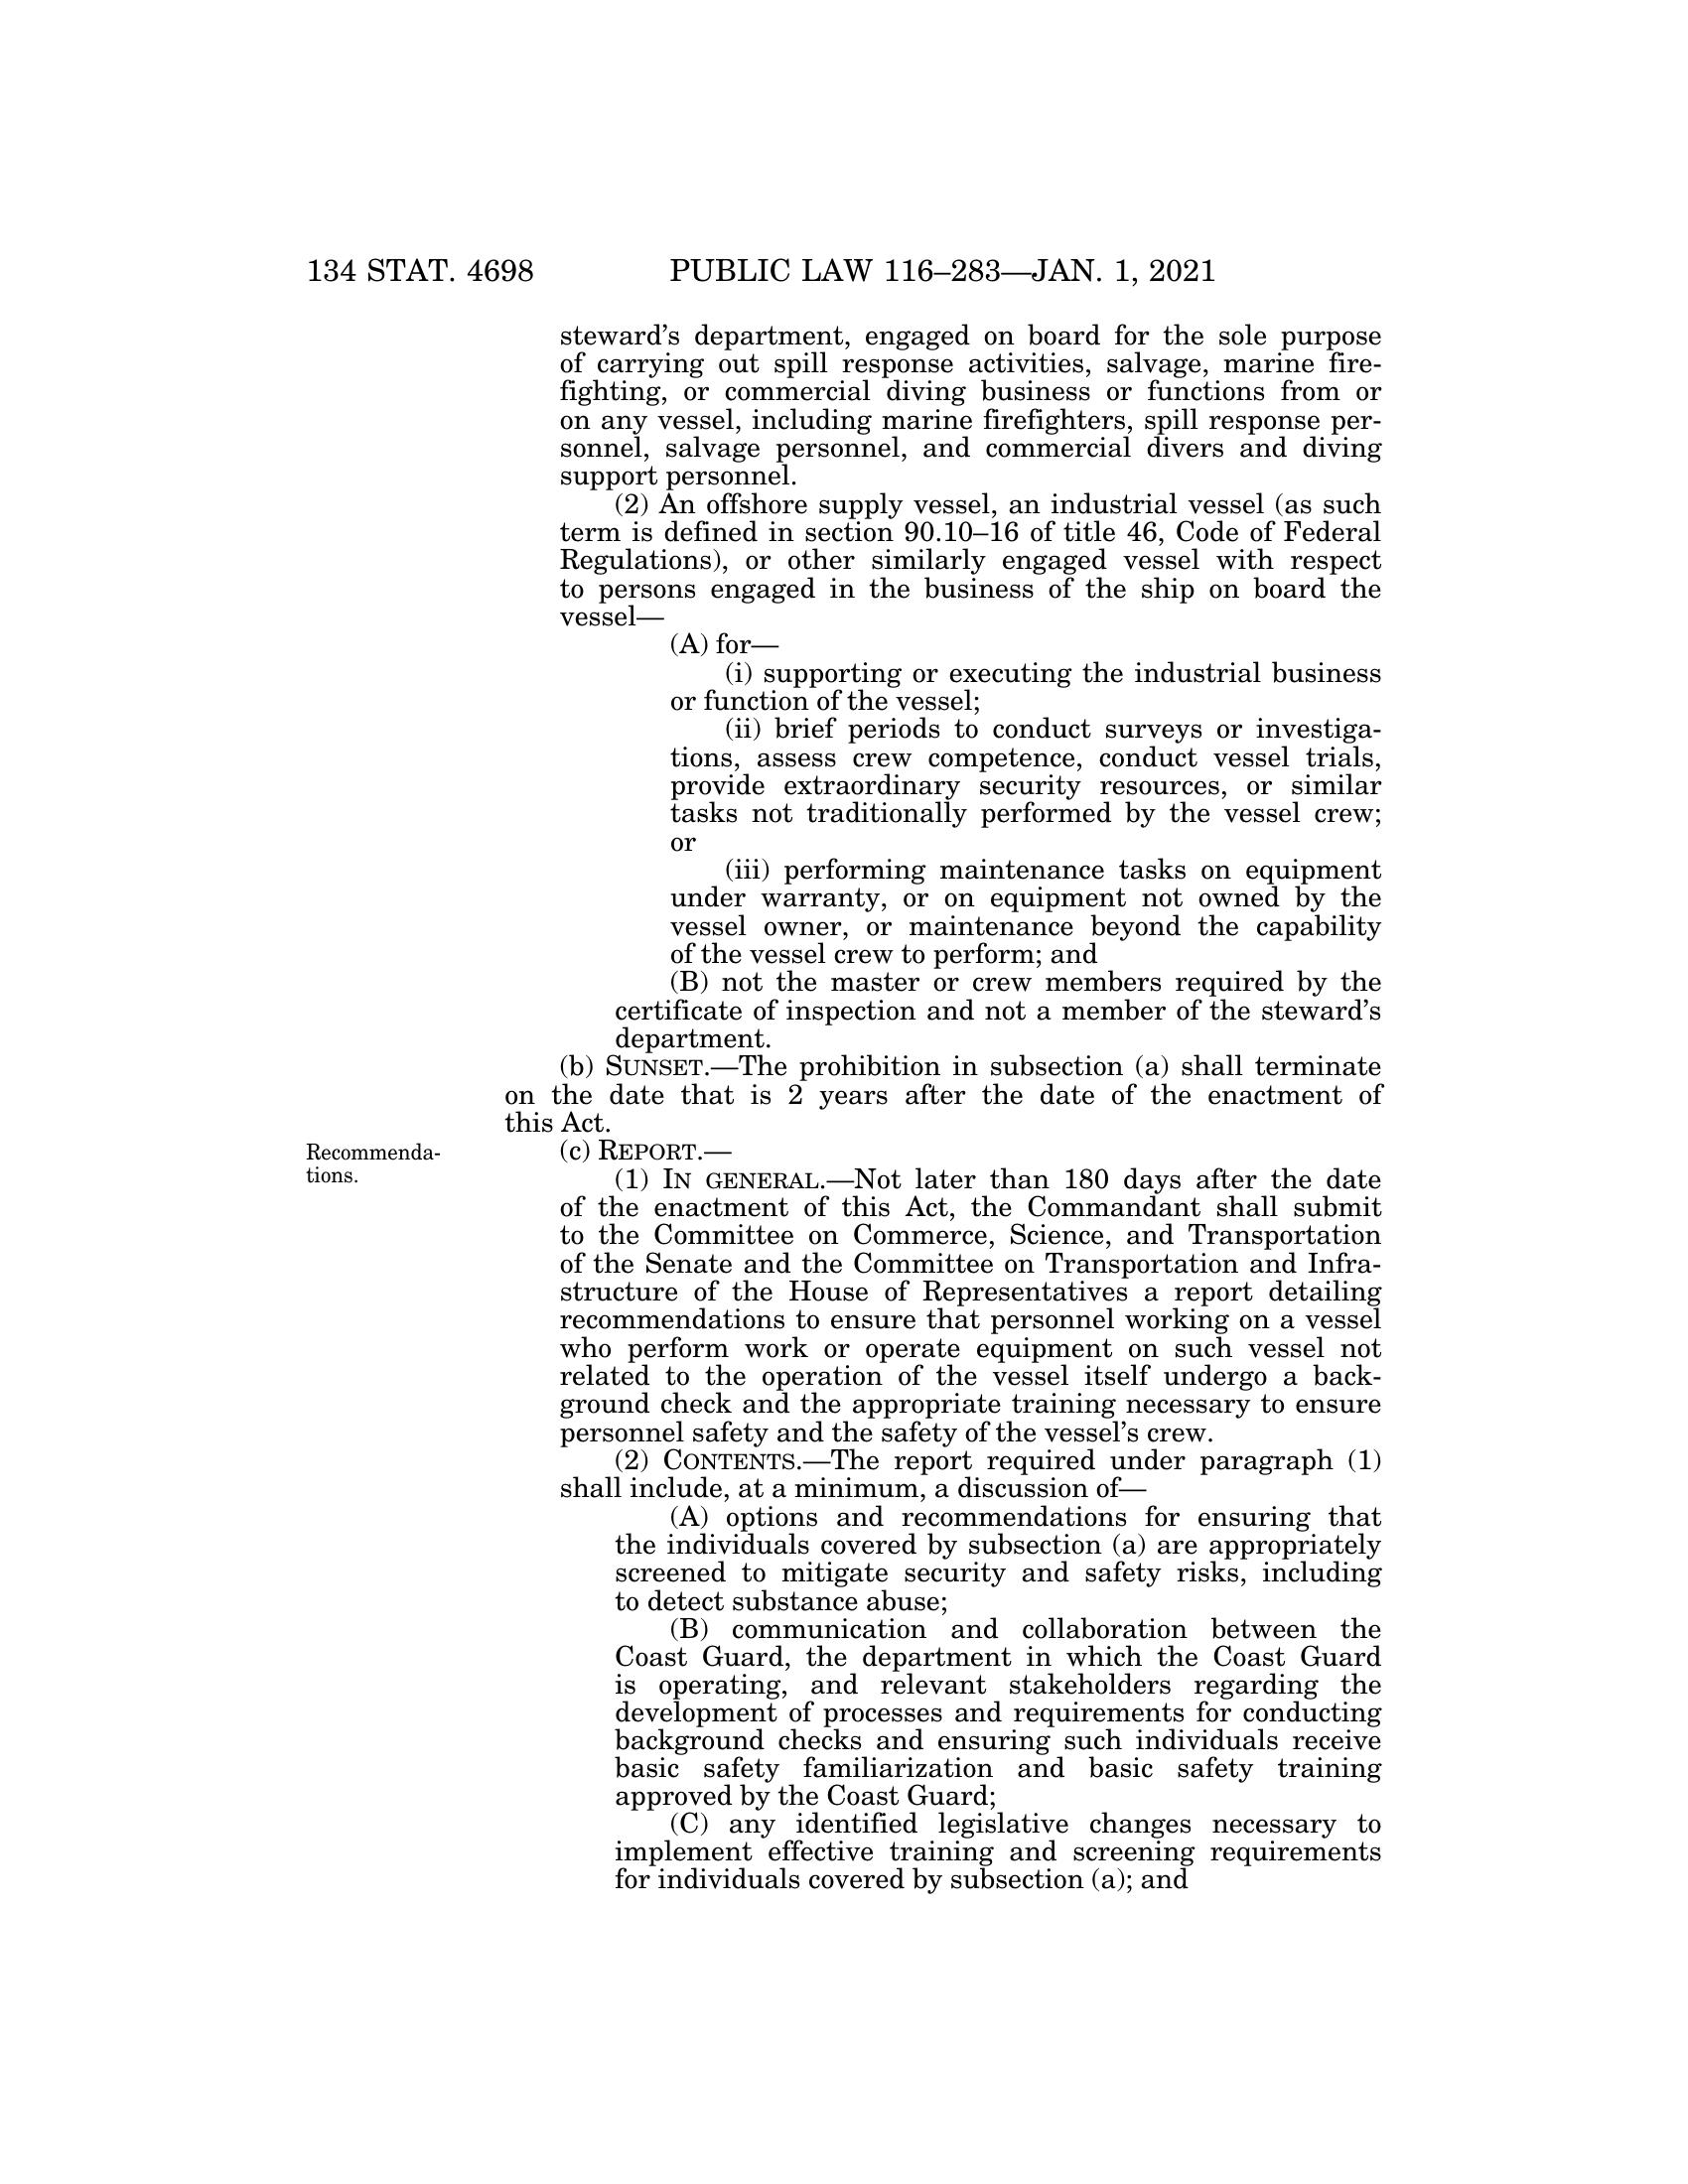 134 STAT. 4698 PUBLIC LAW 116–283—JAN. 1, 2021
steward's department, engaged on board for the sole purpose
of carrying out spill response activities, salvage, marine fire-
fighting, or commercial diving business or functions from or
on any vessel, including marine firefighters, spill response per-
sonnel, salvage personnel, and commercial divers and diving
support personnel.
(2) An offshore supply vessel, an industrial vessel (as such
term is defined in section 90.10–16 of title 46, Code of Federal
Regulations), or other similarly engaged vessel with respect
to persons engaged in the business of the ship on board the
vessel—
(A) for—
(i) supporting or executing the industrial business
or function of the vessel;
(ii) brief periods to conduct surveys or investiga-
tions, assess crew competence, conduct vessel trials,
provide extraordinary security resources, or similar
tasks not traditionally performed by the vessel crew;
or
(iii) performing maintenance tasks on equipment
under warranty, or on equipment not owned by the
vessel owner, or maintenance beyond the capability
of the vessel crew to perform; and
(B) not the master or crew members required by the
certificate of inspection and not a member of the steward's
department.
(b) SUNSET.—The prohibition in subsection (a) shall terminate
on the date that is 2 years after the date of the enactment of
this Act.
Recommenda-
tions.
(c) REPORT.—
(1) IN GENERAL.—Not later than 180 days after the date
of the enactment of this Act, the Commandant shall submit
to the Committee on Commerce, Science, and Transportation
of the Senate and the Committee on Transportation and Infra-
structure of the House of Representatives a report detailing
recommendations to ensure that personnel working on a vessel
who perform work or operate equipment on such vessel not
related to the operation of the vessel itself undergo a back-
ground check and the appropriate training necessary to ensure
personnel safety and the safety of the vessel's crew.
(2) CONTENTS.—The report required under paragraph (1)
shall include, at a minimum, a discussion of—
(A) options and recommendations for ensuring that
the individuals covered by subsection (a) are appropriately
screened to mitigate security and safety risks, including
to detect substance abuse;
(B) communication and collaboration between the
Coast Guard, the department in which the Coast Guard
is operating, and relevant stakeholders regarding the
development of processes and requirements for conducting
background checks and ensuring such individuals receive
basic safety familiarization and basic safety training
approved by the Coast Guard;
(C) any identified legislative changes necessary to
implement effective training and screening requirements
for individuals covered by subsection (a); and